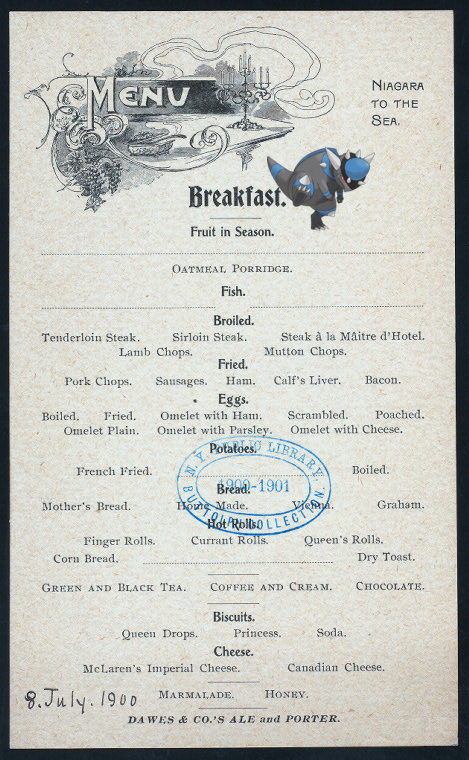 MENU
NIAGARA
TO THE
SEA.
Breakfast.
Fruit in Season.
OATMEAL PORRIDGE.
Fish.
Broiled.
Tenderloin Steak. Sirloin Steak. Steak à la Mâitre d'Hotel.
Lamb Chops. Mutton Chops.
Fried.
Pork Chops. Sausages. Ham. Calf's Liver. Bacon.
Eggs.
Boiled. Fried. Omelet with Ham. Scrambled. Poached.
Omelet Plain. Omelet with Parsley. Omelet with Cheese.
Potatoes.
N.Y. PUBLIC LIBRARY
French Fried. Boiled.
Bread.
1900-1901
Mother's Bread. Home Made. Vienna. Graham.
BUTTOLPH COLLECTION
Hot Rolls.
Finger Rolls. Currant Rolls. Queen's Rolls.
Corn Bread. Dry Toast.
GREEN AND BLACK TEA. COFFEE AND CREAM. CHOCOLATE.
Biscuits.
Queen Drops. Princess. Soda.
Cheese.
McLaren's Imperial Cheese. Canadian Cheese.
8. July. 1900
MARMALADE. HONEY.
DAWES & CO.'S ALE and PORTER.